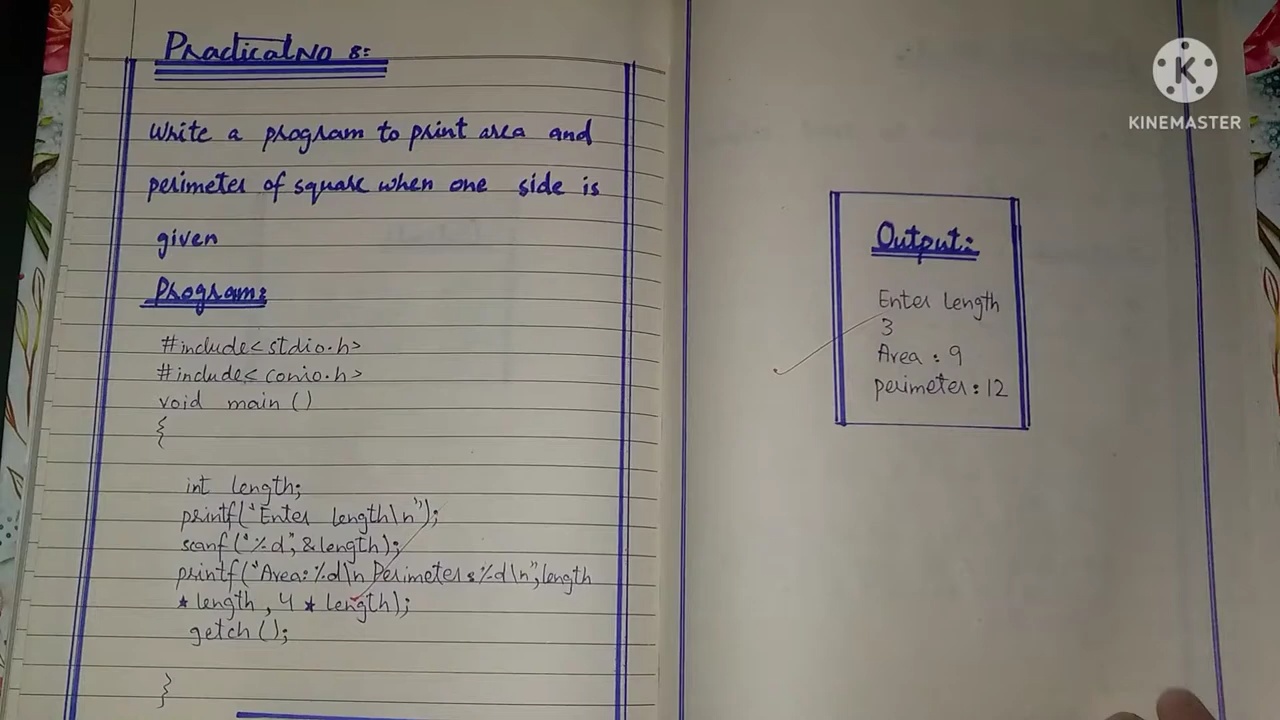 Practical No 8:
Write a program to print area and
perimeter of square when one side is
given
Program:
#include<stdio.h>
#include<conio.h>
void main()
{
int length;
printf("Enter length\n");
scanf("%d", &length);
printf("Area:%d\n Perimeter:%d\n", length
* length, 4 * length);
getch();
}
Output:
Enter length
3
Area : 9
perimeter : 12
K
KINEMASTER